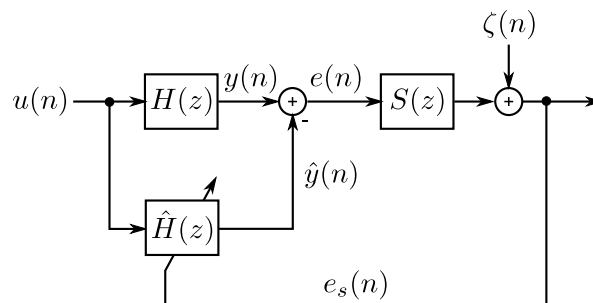 ζ(n)
u(n) H(z) y(n) + e(n) S(z) +
-
ŷ(n)
Ĥ(z)
e_s(n)